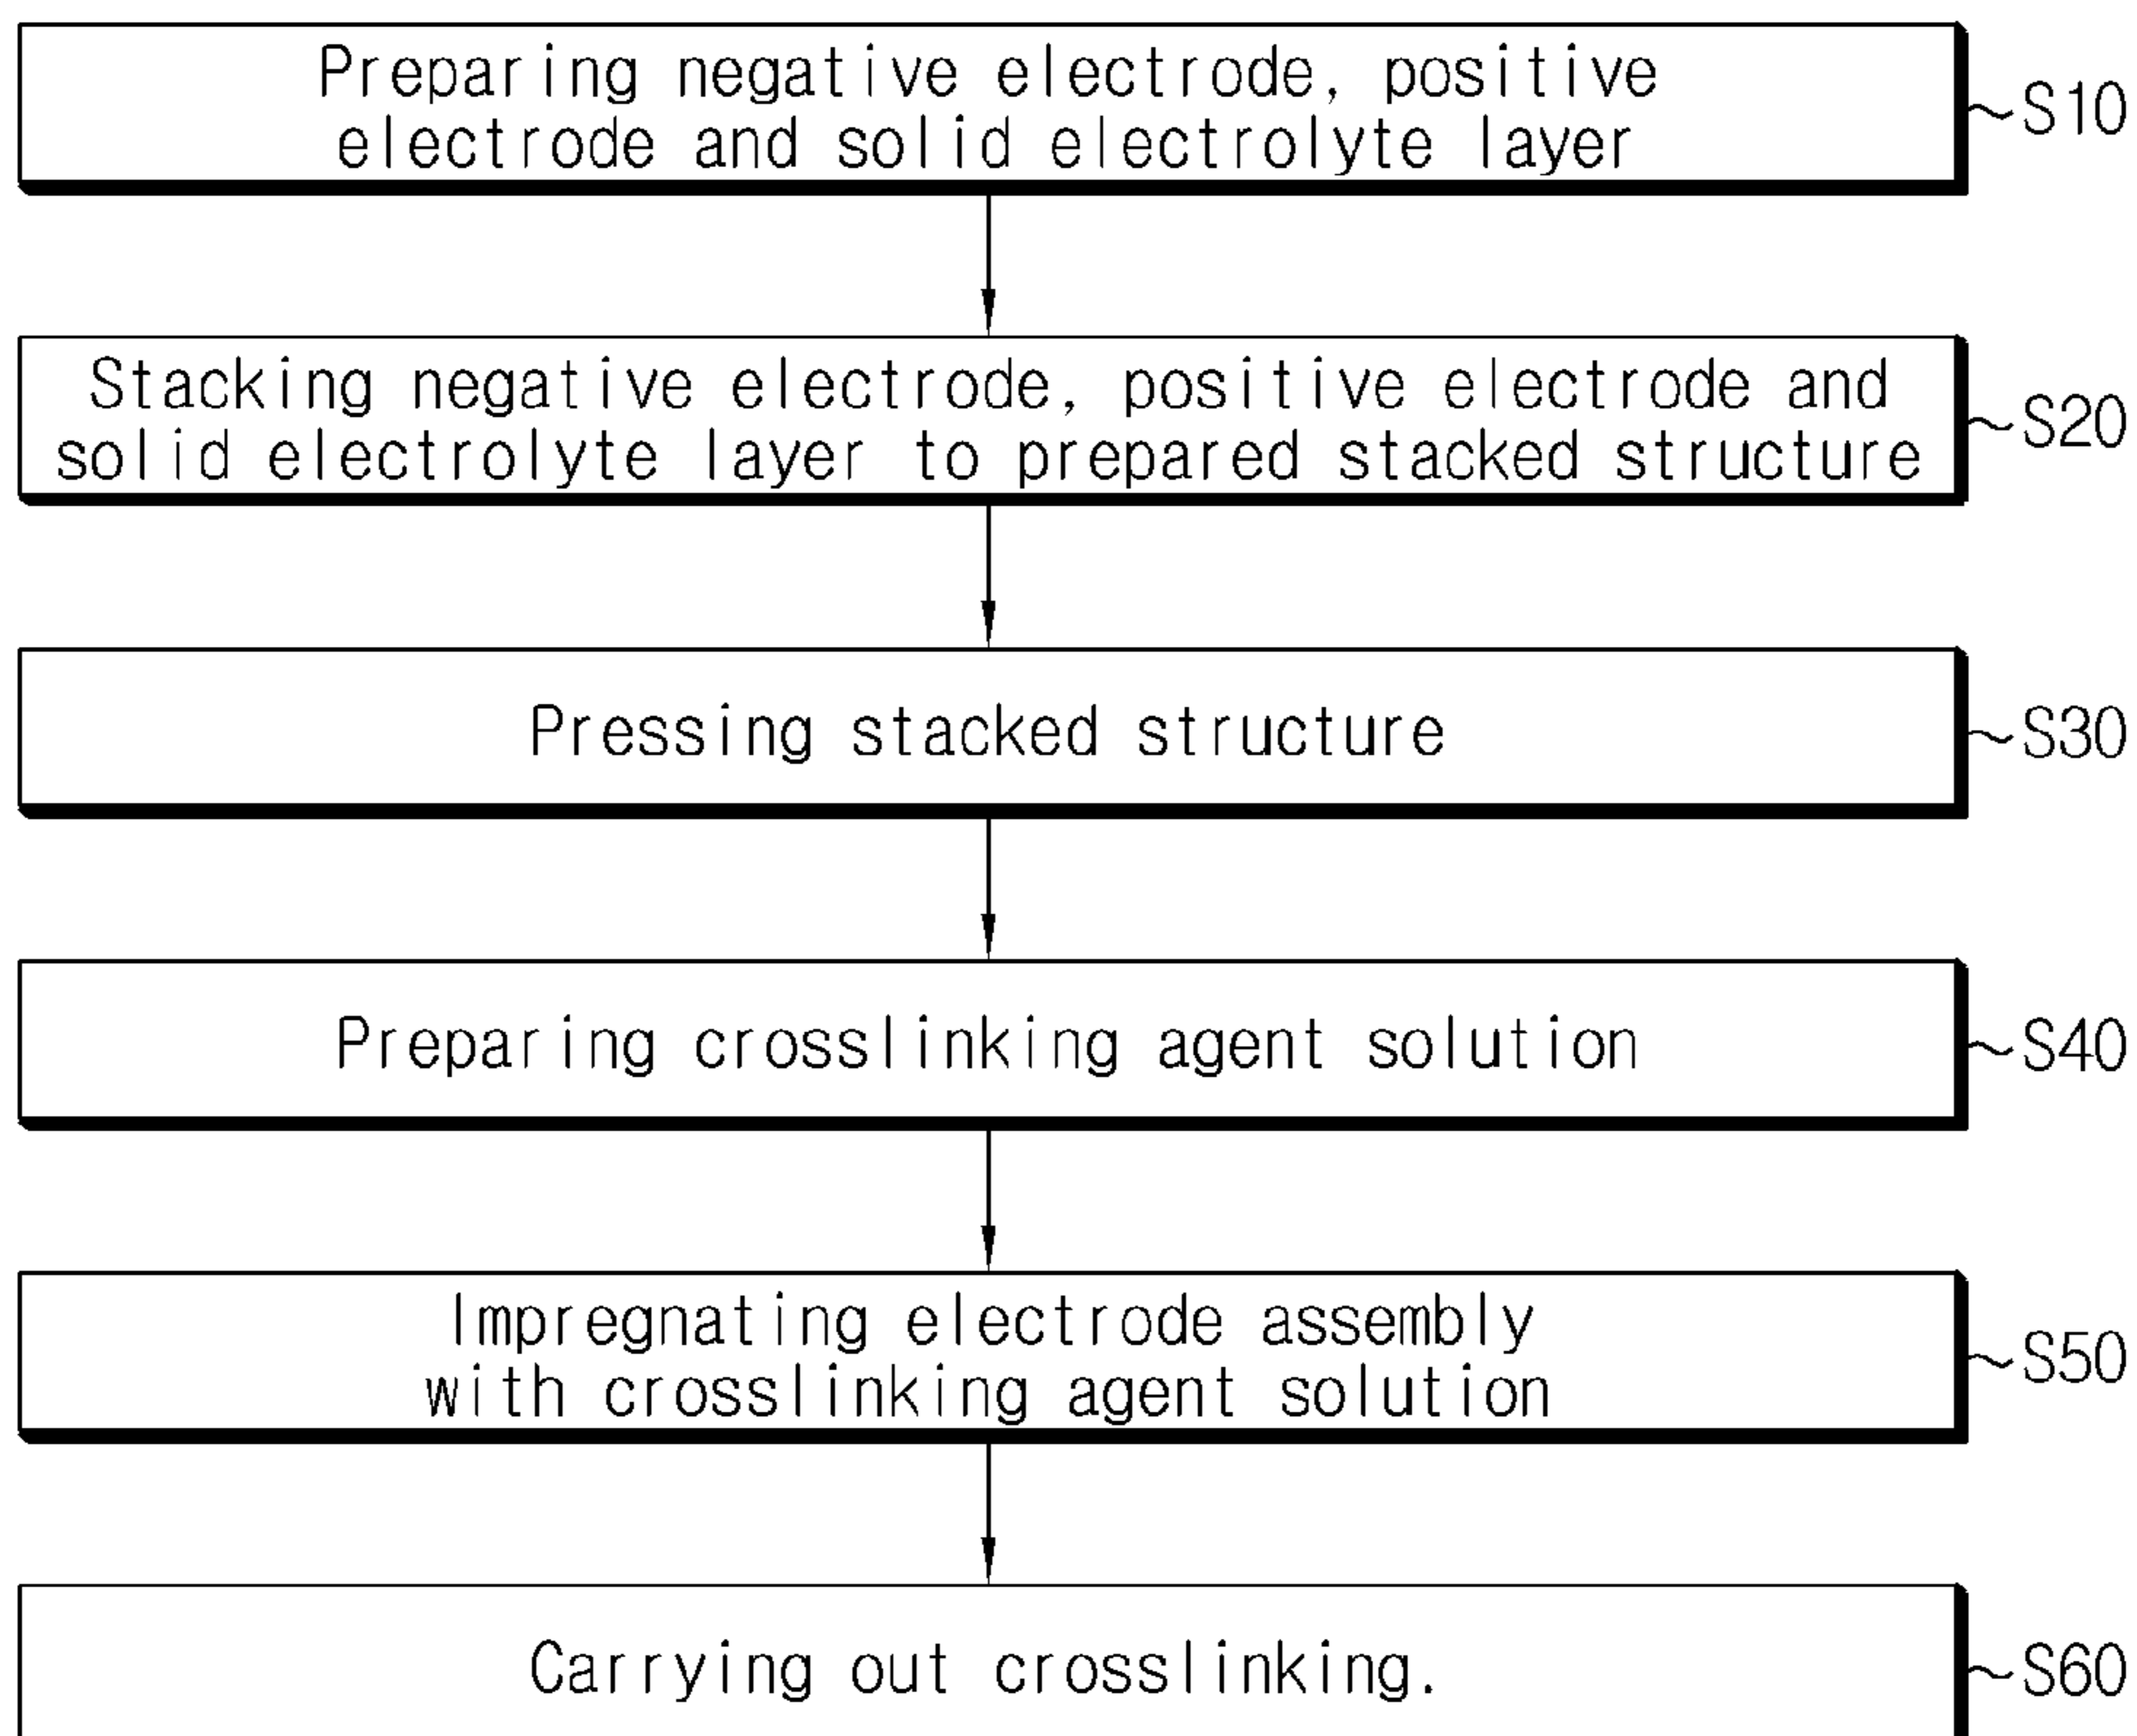 Preparing negative electrode, positive
electrode and solid electrolyte layer
S10
Stacking negative electrode, positive electrode and
solid electrolyte layer to prepared stacked structure
S20
Pressing stacked structure
S30
Preparing crosslinking agent solution
S40
Impregnating electrode assembly
with crosslinking agent solution
S50
Carrying out crosslinking.
S60